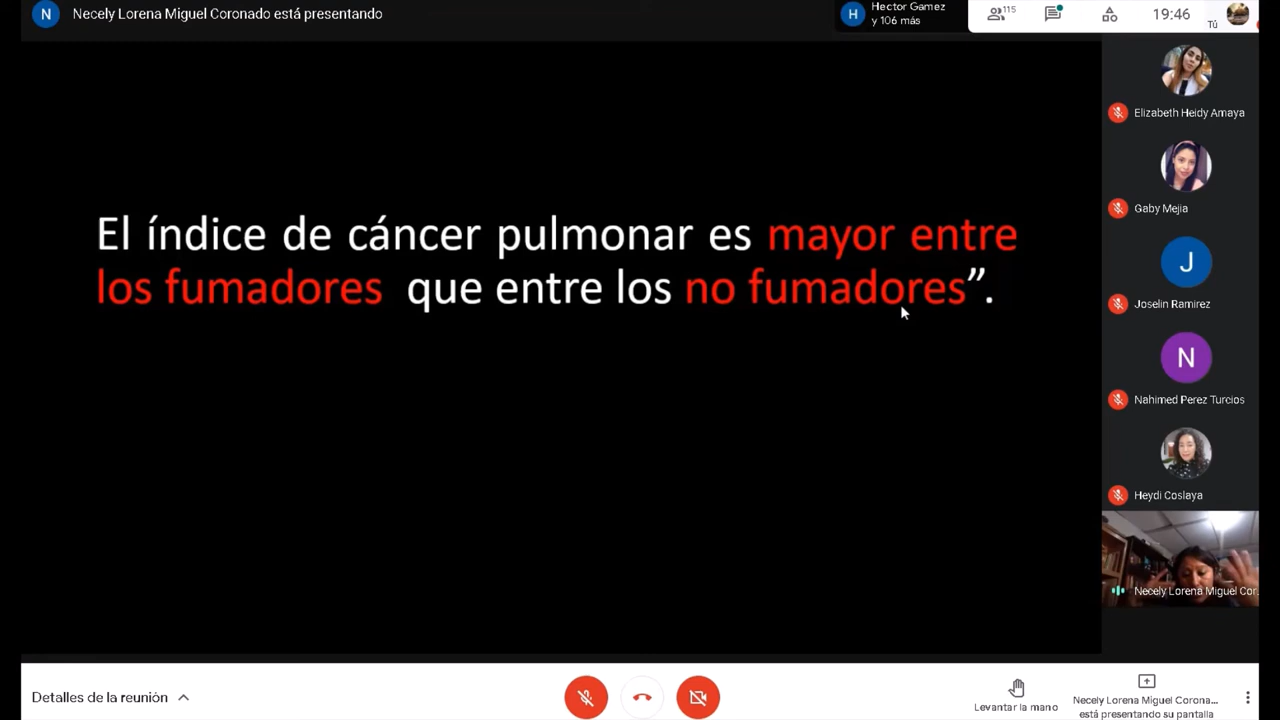 N Necely Lorena Miguel Coronado está presentando
H Hector Gamez
y 106 más
115
19:46
Tú
Elizabeth Heidy Amaya
Gaby Mejia
J
Joselin Ramirez
N
Nahimed Perez Turcios
Heydi Coslaya
Necely Lorena Miguel Cor...
El índice de cáncer pulmonar es mayor entre
los fumadores que entre los no fumadores”.
Detalles de la reunión
Levantar la mano
Necely Lorena Miguel Corona...
está presentando su pantalla